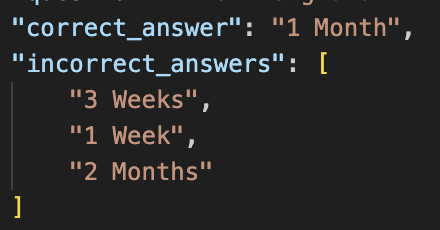 "correct_answer": "1 Month",
"incorrect_answers": [
"3 Weeks",
"1 Week",
"2 Months"
]